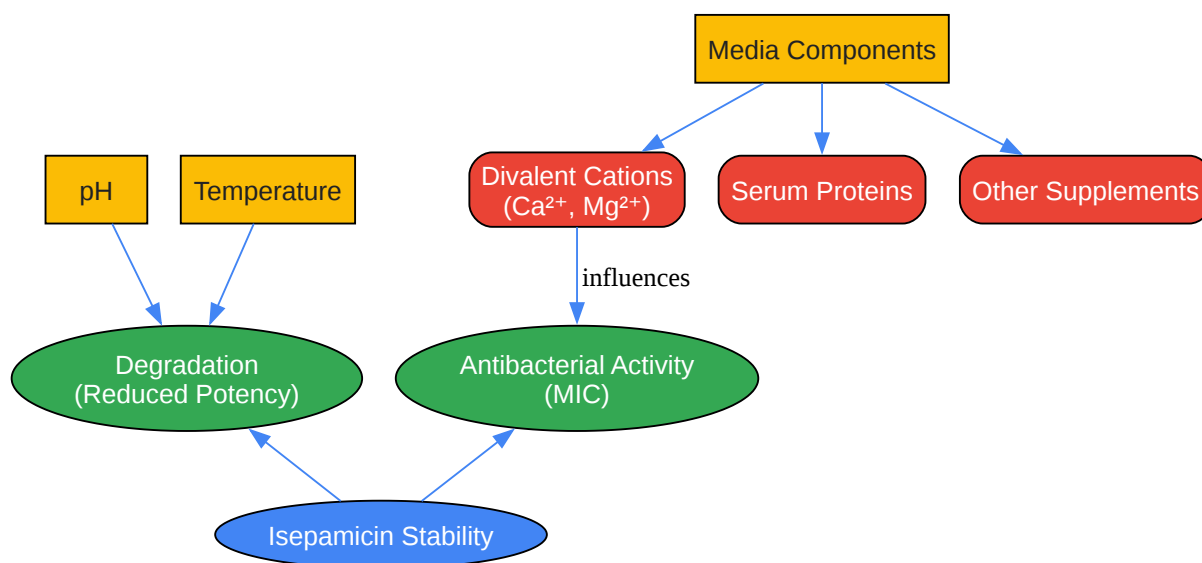 Media Components
Divalent Cations
(Ca²⁺, Mg²⁺)
Serum Proteins
Other Supplements
pH
Temperature
influences
Degradation
(Reduced Potency)
Antibacterial Activity
(MIC)
Isepamicin Stability